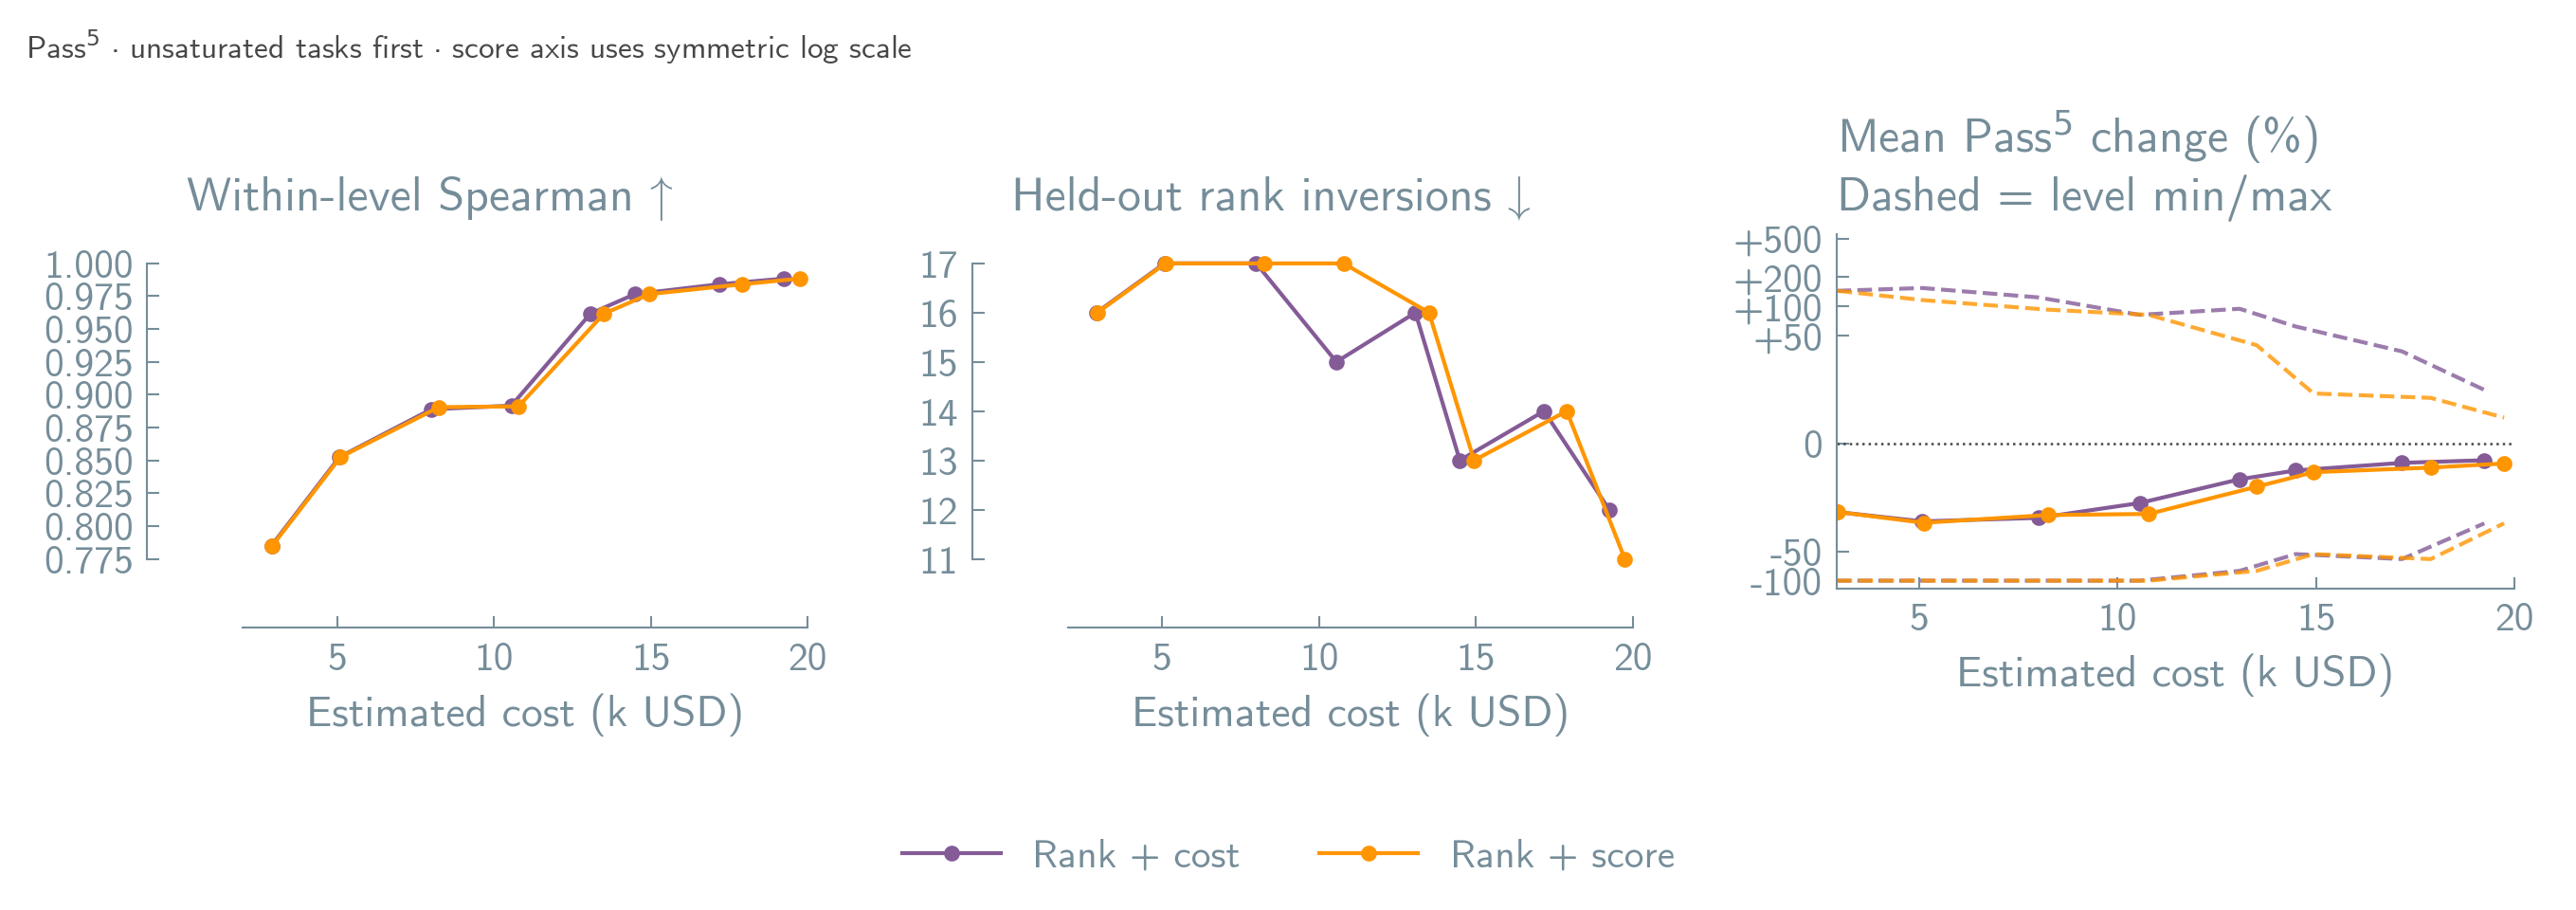 Pass⁵ · unsaturated tasks first · score axis uses symmetric log scale
Within-level Spearman ↑
1.000
0.975
0.950
0.925
0.900
0.875
0.850
0.825
0.800
0.775
5 10 15 20
Estimated cost (k USD)
Held-out rank inversions ↓
17
16
15
14
13
12
11
5 10 15 20
Estimated cost (k USD)
Mean Pass⁵ change (%)
Dashed = level min/max
+500
+200
+100
+50
0
-50
-100
5 10 15 20
Estimated cost (k USD)
Rank + cost
Rank + score